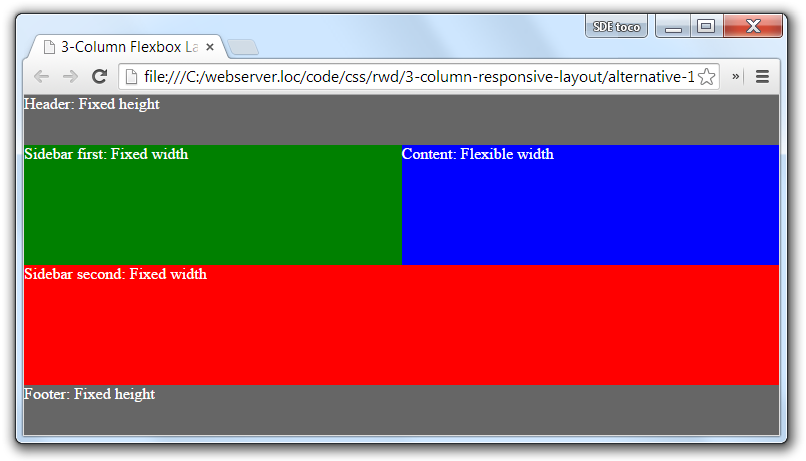 SDE toco
3-Column Flexbox La
file:///C:/webserver.loc/code/css/rwd/3-column-responsive-layout/alternative-1
»
Header: Fixed height
Sidebar first: Fixed width
Content: Flexible width
Sidebar second: Fixed width
Footer: Fixed height